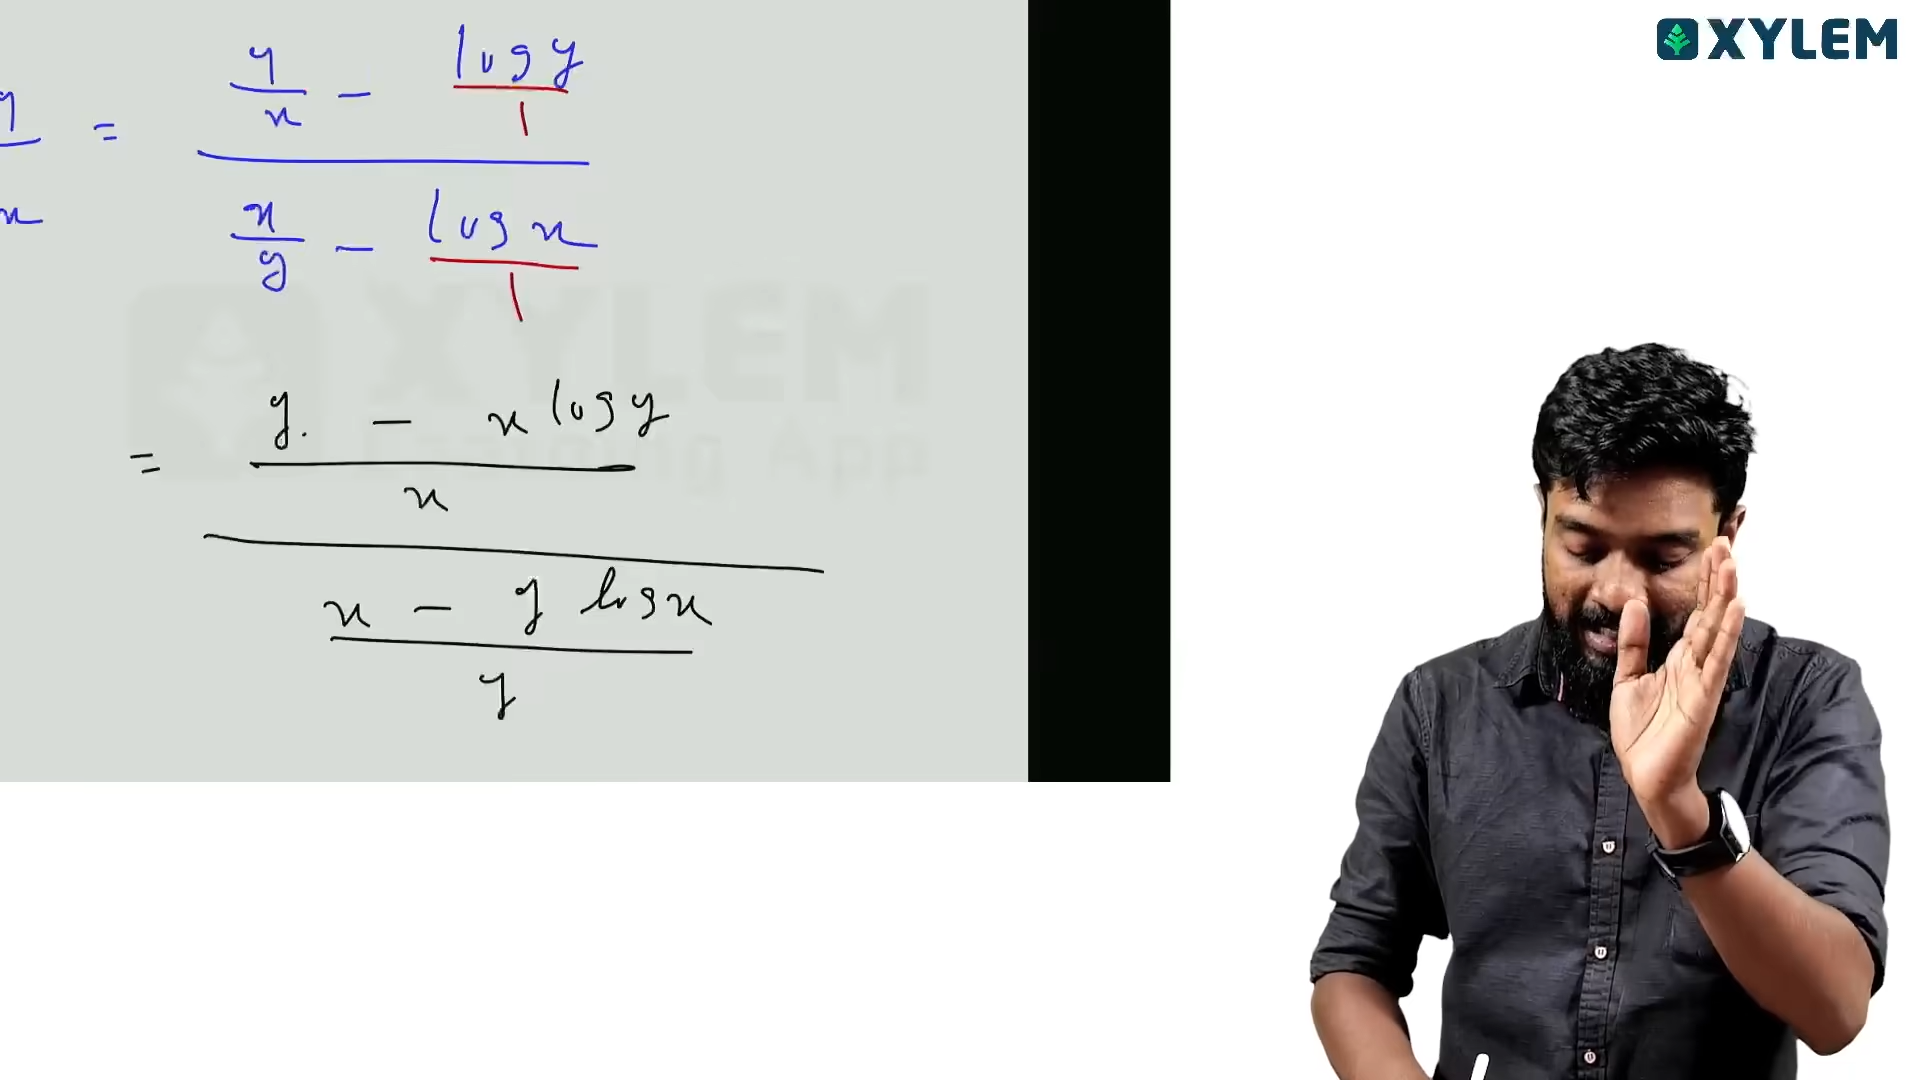 XYLEM
y/x = (y/x - log y/1) / (x/y - log x/1)
XYLEM
Learning App
= ((y. - x log y)/x) / ((x - y log x)/y)